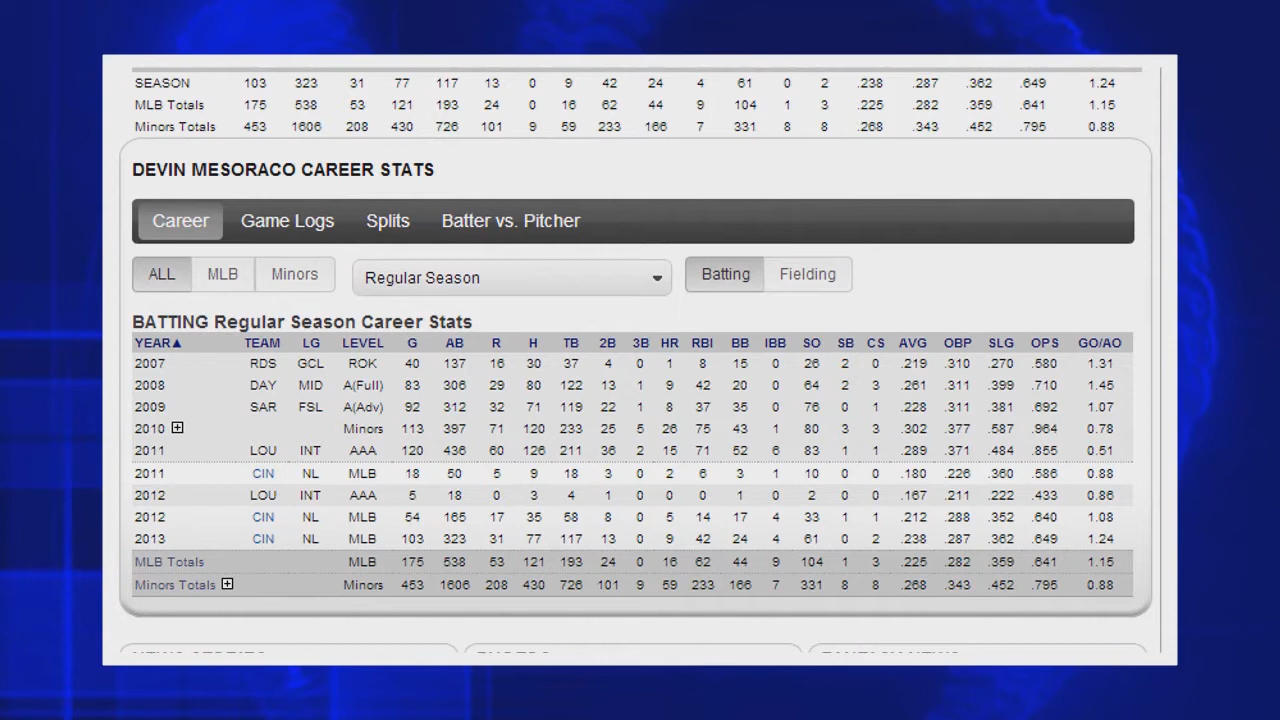 SEASON 103 323 31 77 117 13 0 9 42 24 4 61 0 2 .238 .287 .362 .649 1.24
MLB Totals 175 538 53 121 193 24 0 16 62 44 9 104 1 3 .225 .282 .359 .641 1.15
Minors Totals 453 1606 208 430 726 101 9 59 233 166 7 331 8 8 .268 .343 .452 .795 0.88
DEVIN MESORACO CAREER STATS
Career Game Logs Splits Batter vs. Pitcher
ALL MLB Minors Regular Season Batting Fielding
BATTING Regular Season Career Stats
YEAR▲ TEAM LG LEVEL G AB R H TB 2B 3B HR RBI BB IBB SO SB CS AVG OBP SLG OPS GO/AO
2007 RDS GCL ROK 40 137 16 30 37 4 0 1 8 15 0 26 2 0 .219 .310 .270 .580 1.31
2008 DAY MID A(Full) 83 306 29 80 122 13 1 9 42 20 0 64 2 3 .261 .311 .399 .710 1.45
2009 SAR FSL A(Adv) 92 312 32 71 119 22 1 8 37 35 0 76 0 1 .228 .311 .381 .692 1.07
2010 Minors 113 397 71 120 233 25 5 26 75 43 1 80 3 3 .302 .377 .587 .964 0.78
2011 LOU INT AAA 120 436 60 126 211 36 2 15 71 52 6 83 1 1 .289 .371 .484 .855 0.51
2011 CIN NL MLB 18 50 5 9 18 3 0 2 6 3 1 10 0 0 .180 .226 .360 .586 0.88
2012 LOU INT AAA 5 18 0 3 4 1 0 0 0 1 0 2 0 0 .167 .211 .222 .433 0.86
2012 CIN NL MLB 54 165 17 35 58 8 0 5 14 17 4 33 1 1 .212 .288 .352 .640 1.08
2013 CIN NL MLB 103 323 31 77 117 13 0 9 42 24 4 61 0 2 .238 .287 .362 .649 1.24
MLB Totals MLB 175 538 53 121 193 24 0 16 62 44 9 104 1 3 .225 .282 .359 .641 1.15
Minors Totals Minors 453 1606 208 430 726 101 9 59 233 166 7 331 8 8 .268 .343 .452 .795 0.88